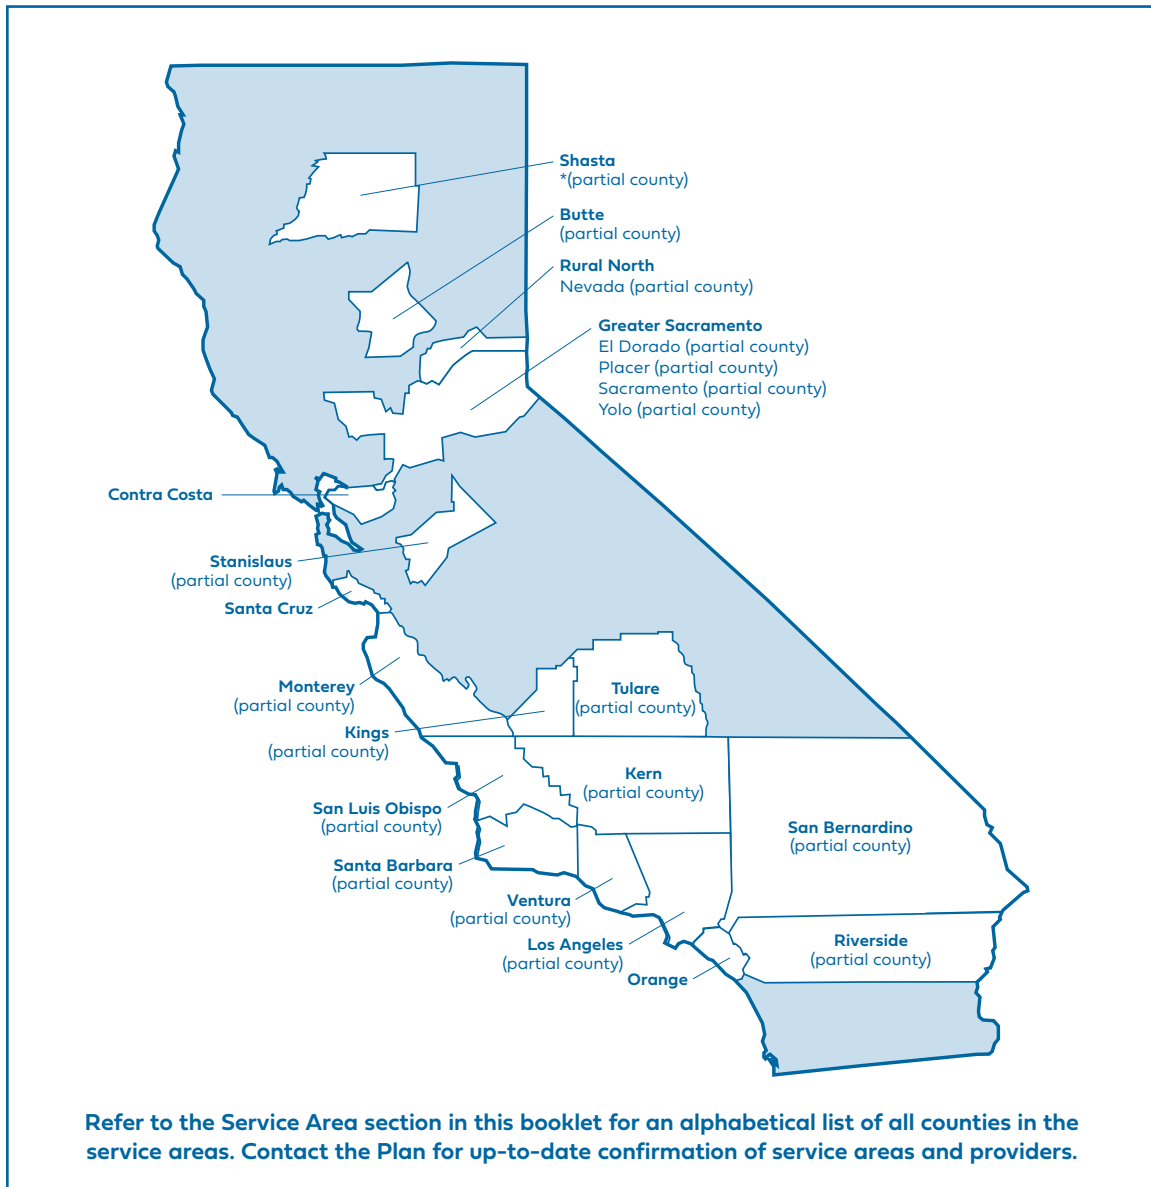 Shasta
*(partial county)
Butte
(partial county)
Rural North
Nevada (partial county)
Greater Sacramento
El Dorado (partial county)
Placer (partial county)
Sacramento (partial county)
Yolo (partial county)
Contra Costa
Stanislaus
(partial county)
Santa Cruz
Monterey
(partial county)
Tulare
(partial county)
Kings
(partial county)
Kern
(partial county)
San Luis Obispo
(partial county)
San Bernardino
(partial county)
Santa Barbara
(partial county)
Ventura
(partial county)
Los Angeles
(partial county)
Riverside
(partial county)
Orange
Refer to the Service Area section in this booklet for an alphabetical list of all counties in the
service areas. Contact the Plan for up-to-date confirmation of service areas and providers.